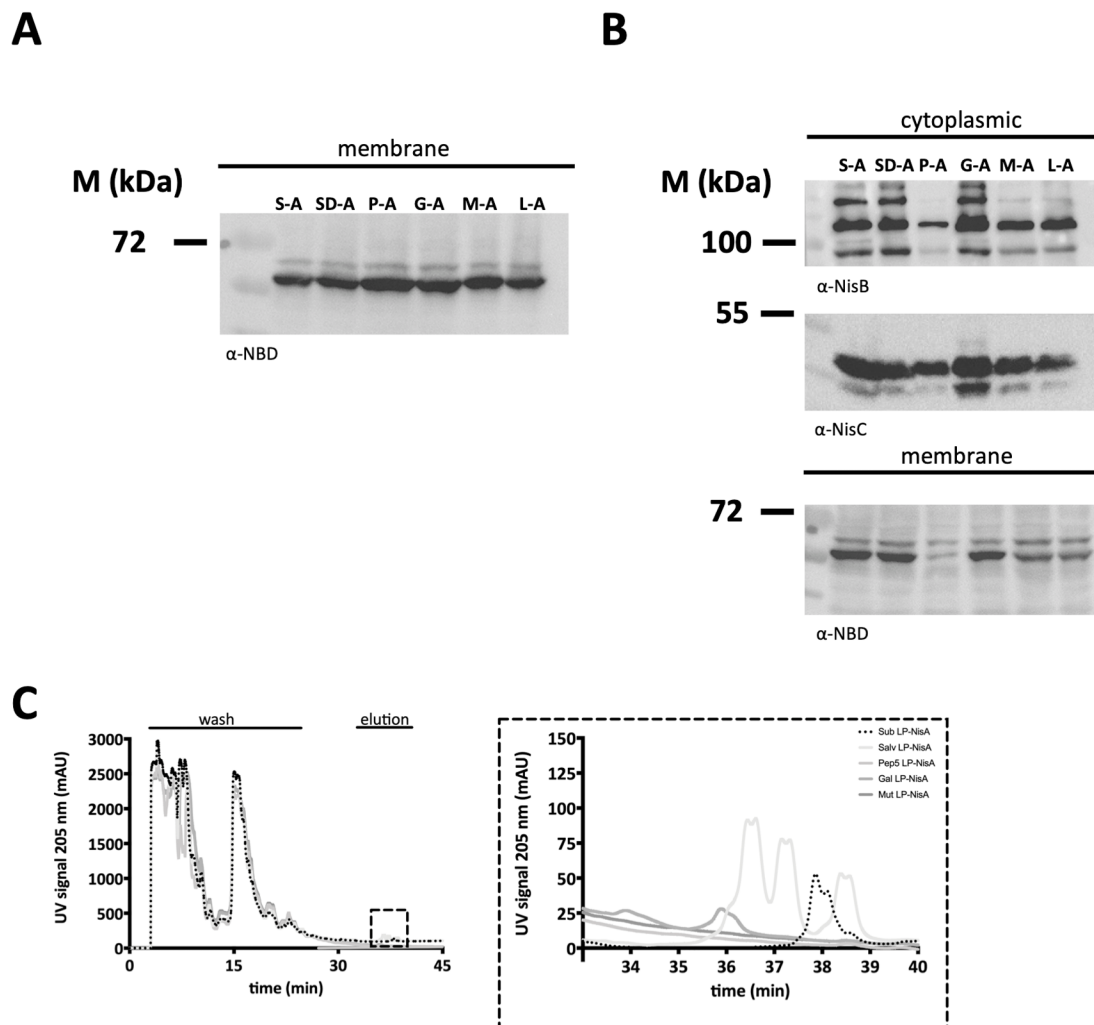 A
membrane
M (kDa)
S-A SD-A P-A G-A M-A L-A
72
α-NBD
B
cytoplasmic
M (kDa)
S-A SD-A P-A G-A M-A L-A
100
α-NisB
55
α-NisC
membrane
72
α-NBD
C
wash
elution
UV signal 205 nm (mAU)
3000
2500
2000
1500
1000
500
0
0 15 30 45
time (min)
UV signal 205 nm (mAU)
150
125
100
75
50
25
0
34 35 36 37 38 39 40
time (min)
Sub LP-NisA
Salv LP-NisA
Pep5 LP-NisA
Gal LP-NisA
Mut LP-NisA